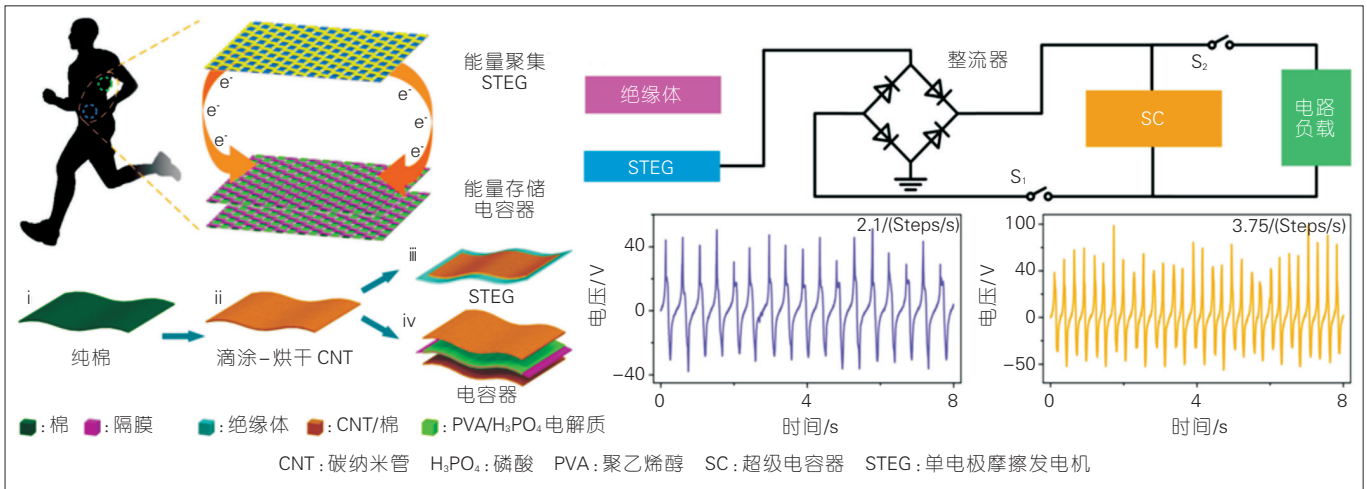 能量聚集
STEG
e⁻
e⁻
e⁻
e⁻
e⁻
e⁻
能量存储
电容器
i
纯棉
ii
滴涂-烘干 CNT
iii
STEG
iv
电容器
绝缘体
STEG
整流器
S₁
S₂
SC
电路
负载
2.1/(Steps/s)
电压/V
40
0
-40
0
4
8
时间/s
3.75/(Steps/s)
电压/V
100
40
0
-50
0
4
8
时间/s
:棉
:隔膜
:绝缘体
:CNT/棉
:PVA/H₃PO₄电解质
CNT:碳纳米管 H₃PO₄:磷酸 PVA:聚乙烯醇 SC:超级电容器 STEG:单电极摩擦发电机